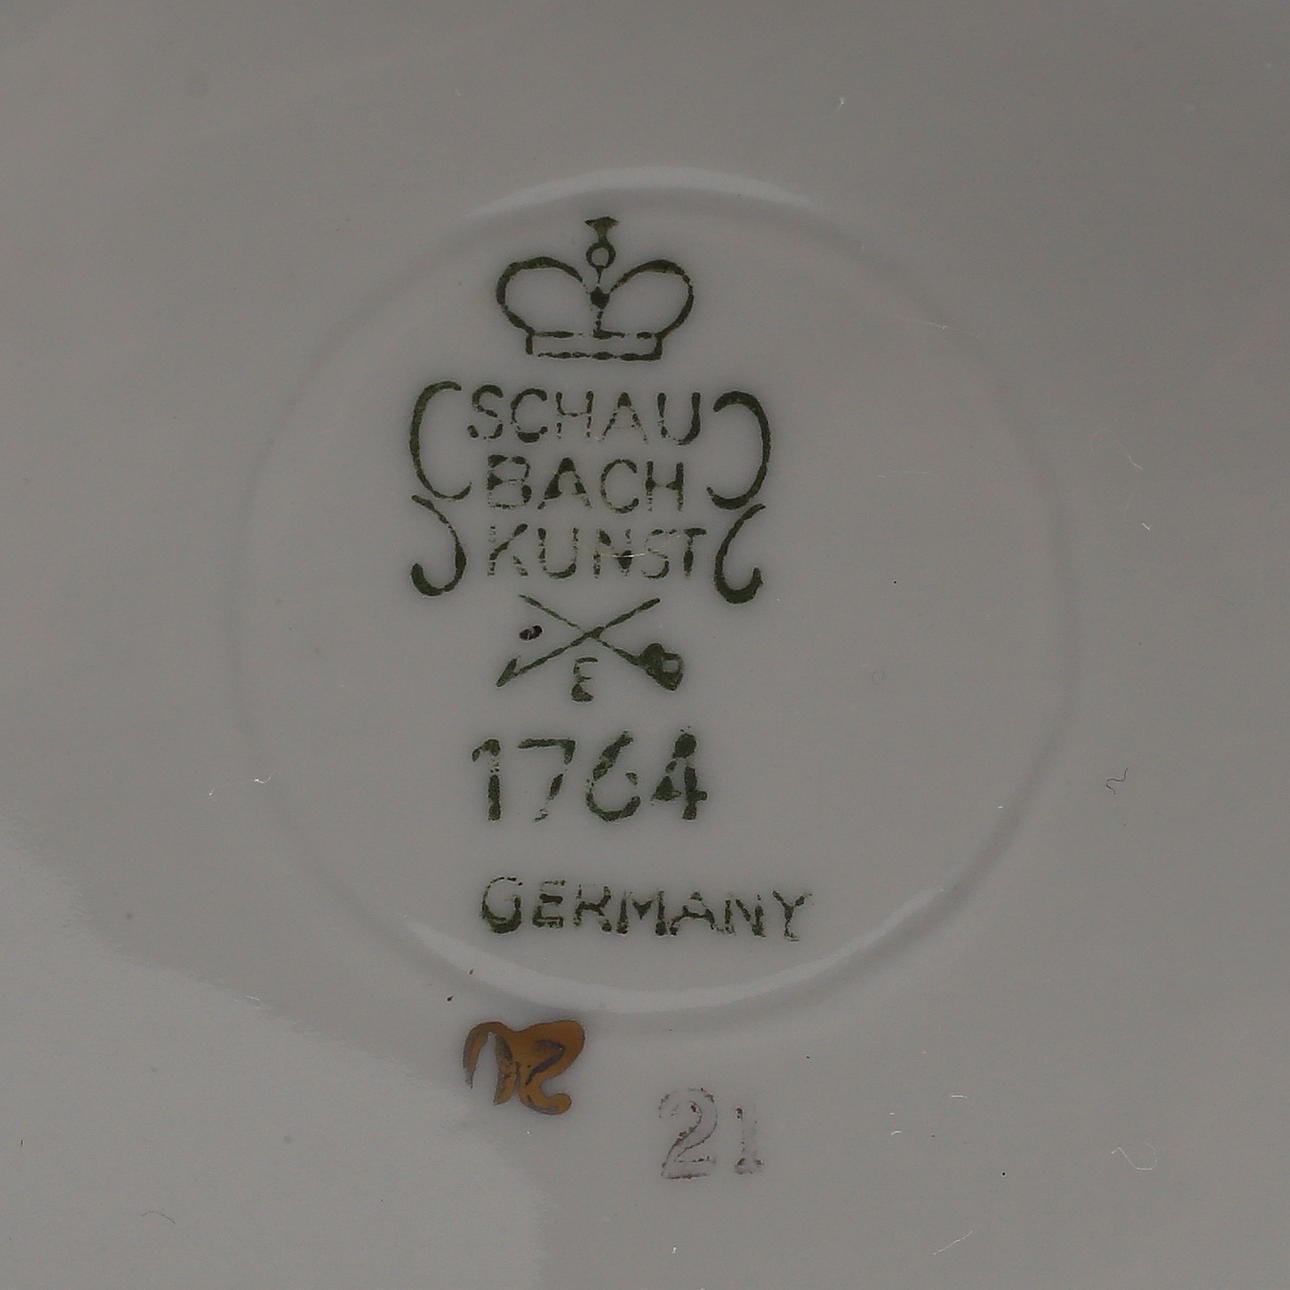 SCHAU
BACH
KUNST
E
1764
GERMANY
21